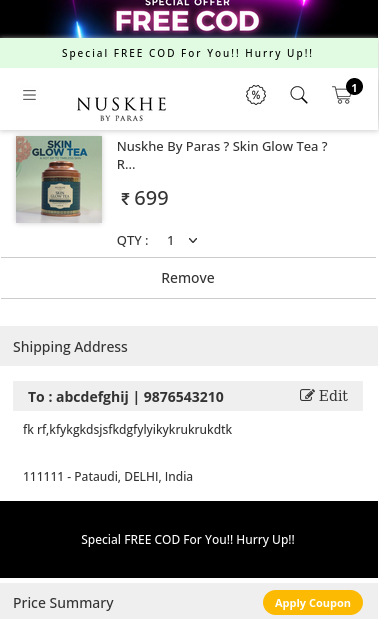 SPECIAL OFFER
FREE COD
Special FREE COD For You!! Hurry Up!!
%
1
NUSKHE
BY PARAS
SKIN
GLOW TEA
Nuskhe By Paras ? Skin Glow Tea ?
R...
₹ 699
QTY : 1
Remove
Shipping Address
To : abcdefghij | 9876543210
Edit
fk rf,kfykgkdsjsfkdgfylyikykrukrukdtk
111111 - Pataudi, DELHI, India
Special FREE COD For You!! Hurry Up!!
Price Summary
Apply Coupon